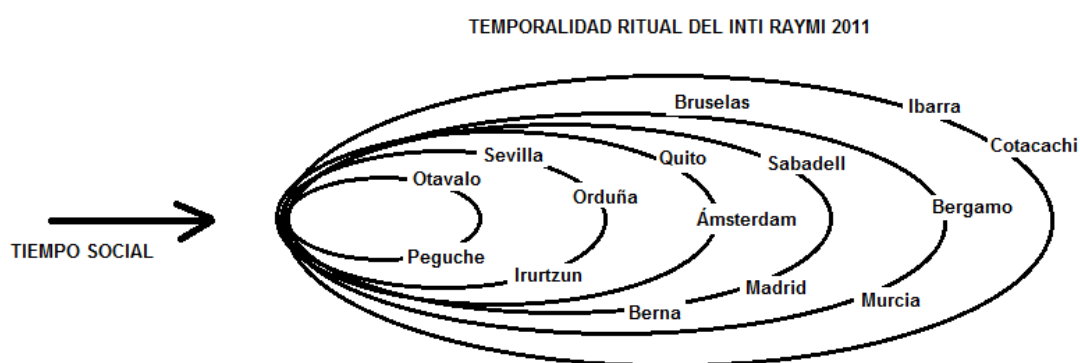 TEMPORALIDAD RITUAL DEL INTI RAYMI 2011
Bruselas
Ibarra
Cotacachi
Sevilla
Quito
Sabadell
Otavalo
Orduña
Bergamo
Ámsterdam
TIEMPO SOCIAL
Peguche
Irurtzun
Madrid
Murcia
Berna